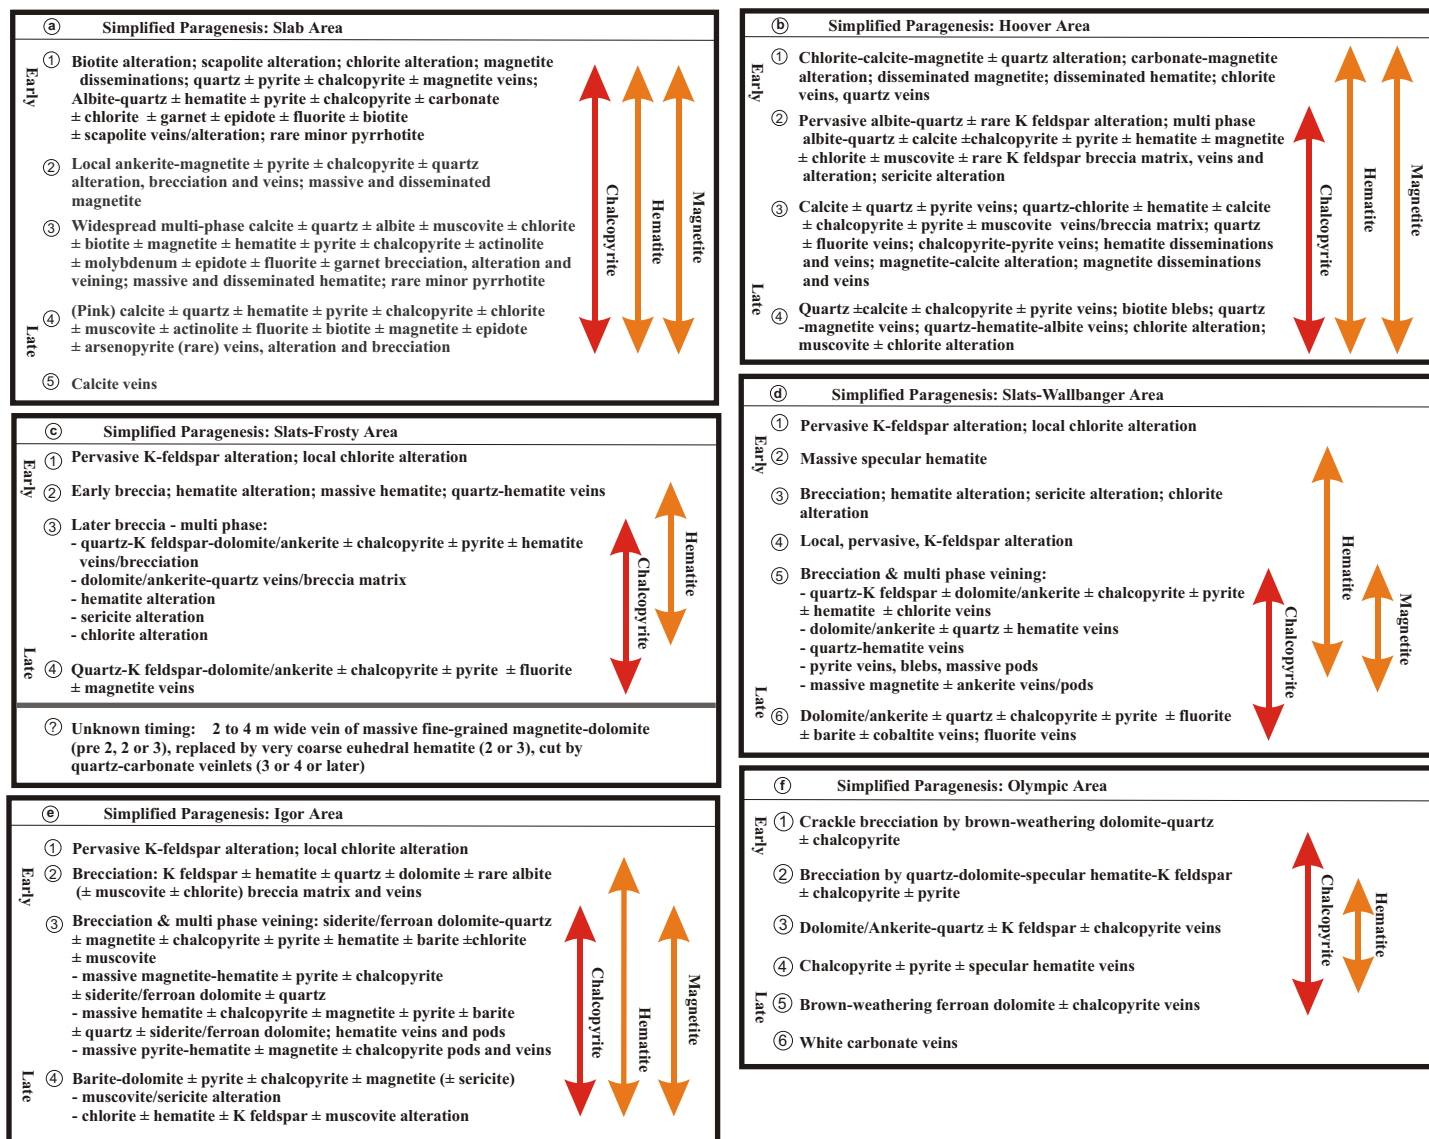 a Simplified Paragenesis: Slab Area
Early
1 Biotite alteration; scapolite alteration; chlorite alteration; magnetite
disseminations; quartz ± pyrite ± chalcopyrite ± magnetite veins;
Albite-quartz ± hematite ± pyrite ± chalcopyrite ± carbonate
± chlorite ± garnet ± epidote ± fluorite ± biotite
± scapolite veins/alteration; rare minor pyrrhotite
2 Local ankerite-magnetite ± pyrite ± chalcopyrite ± quartz
alteration, brecciation and veins; massive and disseminated
magnetite
3 Widespread multi-phase calcite ± quartz ± albite ± muscovite ± chlorite
± biotite ± magnetite ± hematite ± pyrite ± chalcopyrite ± actinolite
± molybdenum ± epidote ± fluorite ± garnet brecciation, alteration and
veining; massive and disseminated hematite; rare minor pyrrhotite
Late
4 (Pink) calcite ± quartz ± hematite ± pyrite ± chalcopyrite ± chlorite
± muscovite ± actinolite ± fluorite ± biotite ± magnetite ± epidote
± arsenopyrite (rare) veins, alteration and brecciation
5 Calcite veins
Chalcopyrite
Hematite
Magnetite
b Simplified Paragenesis: Hoover Area
Early
1 Chlorite-calcite-magnetite ± quartz alteration; carbonate-magnetite
alteration; disseminated magnetite; disseminated hematite; chlorite
veins, quartz veins
2 Pervasive albite-quartz ± rare K feldspar alteration; multi phase
albite-quartz ± calcite ±chalcopyrite ± pyrite ± hematite ± magnetite
± chlorite ± muscovite ± rare K feldspar breccia matrix, veins and
alteration; sericite alteration
3 Calcite ± quartz ± pyrite veins; quartz-chlorite ± hematite ± calcite
± chalcopyrite ± pyrite ± muscovite veins/breccia matrix; quartz
± fluorite veins; chalcopyrite-pyrite veins; hematite disseminations
and veins; magnetite-calcite alteration; magnetite disseminations
and veins
Late
4 Quartz ±calcite ± chalcopyrite ± pyrite veins; biotite blebs; quartz
-magnetite veins; quartz-hematite-albite veins; chlorite alteration;
muscovite ± chlorite alteration
Chalcopyrite
Hematite
Magnetite
c Simplified Paragenesis: Slats-Frosty Area
Early
1 Pervasive K-feldspar alteration; local chlorite alteration
2 Early breccia; hematite alteration; massive hematite; quartz-hematite veins
3 Later breccia - multi phase:
- quartz-K feldspar-dolomite/ankerite ± chalcopyrite ± pyrite ± hematite
veins/brecciation
- dolomite/ankerite-quartz veins/breccia matrix
- hematite alteration
- sericite alteration
- chlorite alteration
Late
4 Quartz-K feldspar-dolomite/ankerite ± chalcopyrite ± pyrite ± fluorite
± magnetite veins
Chalcopyrite
Hematite
? Unknown timing: 2 to 4 m wide vein of massive fine-grained magnetite-dolomite
(pre 2, 2 or 3), replaced by very coarse euhedral hematite (2 or 3), cut by
quartz-carbonate veinlets (3 or 4 or later)
d Simplified Paragenesis: Slats-Wallbanger Area
Early
1 Pervasive K-feldspar alteration; local chlorite alteration
2 Massive specular hematite
3 Brecciation; hematite alteration; sericite alteration; chlorite
alteration
4 Local, pervasive, K-feldspar alteration
5 Brecciation & multi phase veining:
- quartz-K feldspar ± dolomite/ankerite ± chalcopyrite ± pyrite
± hematite ± chlorite veins
- dolomite/ankerite ± quartz ± hematite veins
- quartz-hematite veins
- pyrite veins, blebs, massive pods
- massive magnetite ± ankerite veins/pods
Late
6 Dolomite/ankerite ± quartz ± chalcopyrite ± pyrite ± fluorite
± barite ± cobaltite veins; fluorite veins
Chalcopyrite
Hematite
Magnetite
e Simplified Paragenesis: Igor Area
Early
1 Pervasive K-feldspar alteration; local chlorite alteration
2 Brecciation: K feldspar ± hematite ± quartz ± dolomite ± rare albite
(± muscovite ± chlorite) breccia matrix and veins
3 Brecciation & multi phase veining: siderite/ferroan dolomite-quartz
± magnetite ± chalcopyrite ± pyrite ± hematite ± barite ±chlorite
± muscovite
- massive magnetite-hematite ± pyrite ± chalcopyrite
± siderite/ferroan dolomite ± quartz
- massive hematite ± chalcopyrite ± magnetite ± pyrite ± barite
± quartz ± siderite/ferroan dolomite; hematite veins and pods
- massive pyrite-hematite ± magnetite ± chalcopyrite pods and veins
Late
4 Barite-dolomite ± pyrite ± chalcopyrite ± magnetite (± sericite)
- muscovite/sericite alteration
- chlorite ± hematite ± K feldspar ± muscovite alteration
Chalcopyrite
Hematite
Magnetite
f Simplified Paragenesis: Olympic Area
Early
1 Crackle brecciation by brown-weathering dolomite-quartz
± chalcopyrite
2 Brecciation by quartz-dolomite-specular hematite-K feldspar
± chalcopyrite ± pyrite
3 Dolomite/Ankerite-quartz ± K feldspar ± chalcopyrite veins
4 Chalcopyrite ± pyrite ± specular hematite veins
Late
5 Brown-weathering ferroan dolomite ± chalcopyrite veins
6 White carbonate veins
Chalcopyrite
Hematite